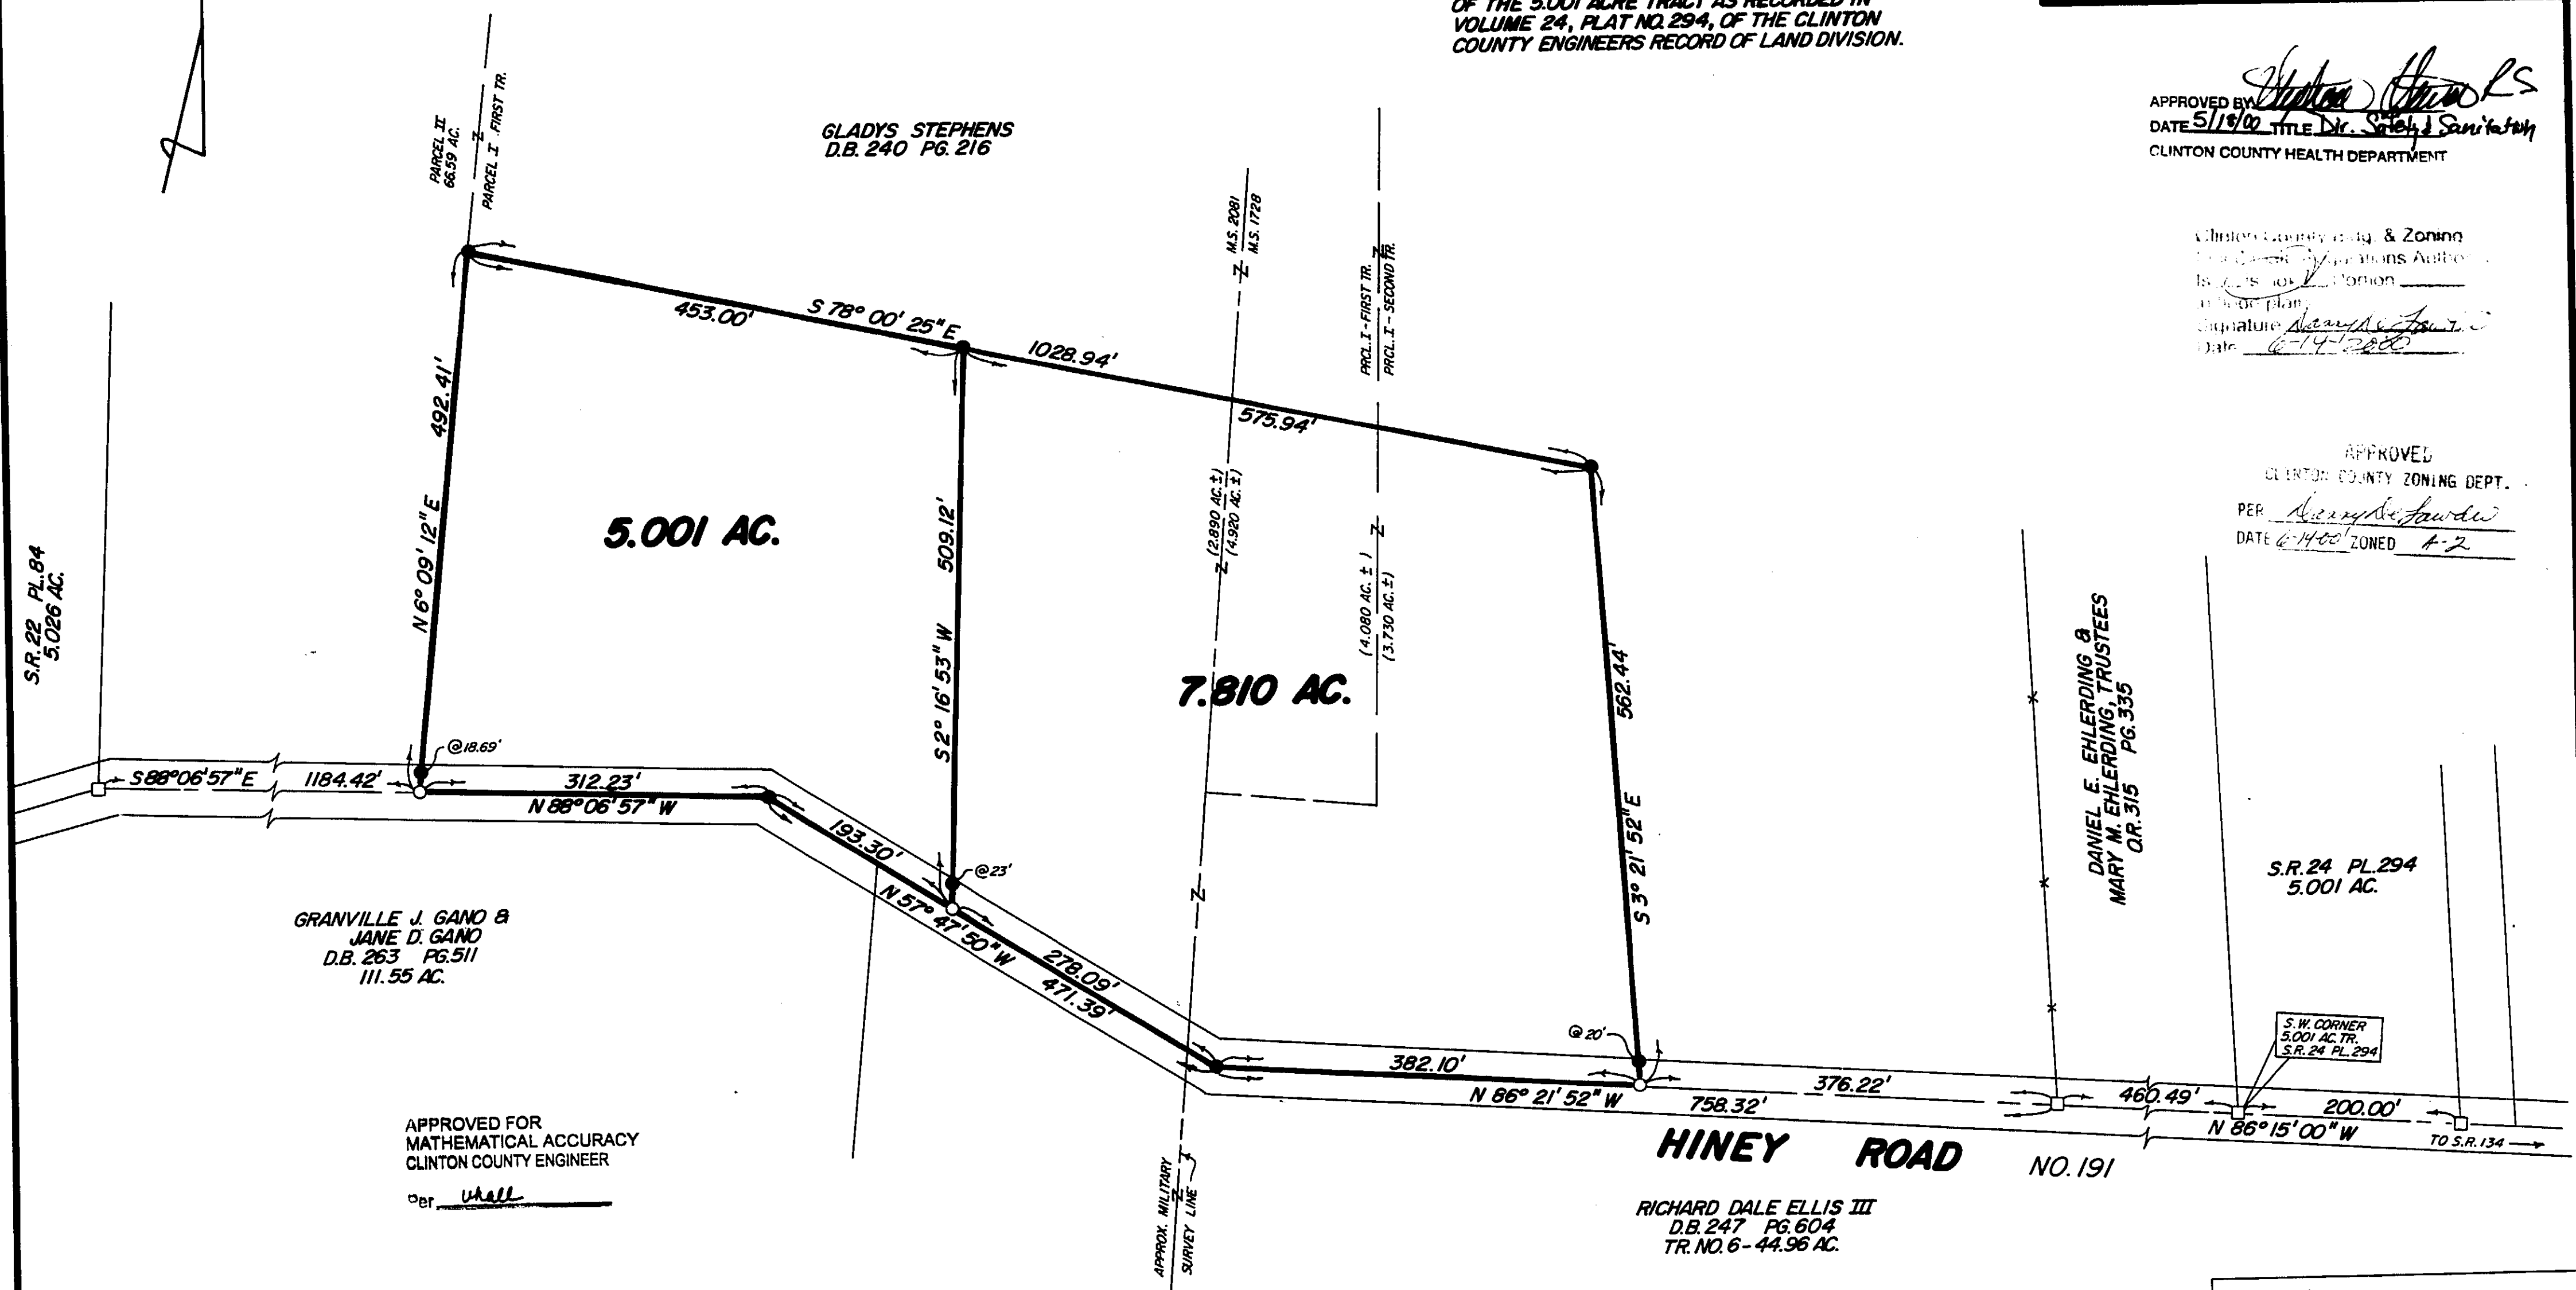 OF THE 5.001 ACRE TRACT AS RECORDED IN
VOLUME 24, PLAT NO. 294, OF THE CLINTON
COUNTY ENGINEERS RECORD OF LAND DIVISION.
APPROVED BY RS
DATE 5/18/00 TITLE Dir. Safety & Sanitation
CLINTON COUNTY HEALTH DEPARTMENT
PARCEL II
66.59 AC.
PARCEL I FIRST TR.
GLADYS STEPHENS
D.B. 240 PG. 216
M.S. 2081
M.S. 1728
PRCL. I - FIRST TR.
PRCL. I - SECOND TR.
Clinton County & Zoning
Signature
Date 6-14-2000
APPROVED
CLINTON COUNTY ZONING DEPT.
PER
DATE 6-14-00 ZONED A-2
453.00'
S 78° 00' 25" E
1028.94'
575.94'
492.41'
N 6° 09' 12" E
5.001 AC.
509.12'
S 2° 16' 53" W
(2.890 AC.±)
(4.920 AC.±)
(4.080 AC. ±)
(3.730 AC.±)
7.810 AC.
562.44'
S 3° 21' 52" E
S.R. 22 PL. 84
5.026 AC.
@ 18.69'
S 88° 06' 57" E 1184.42'
312.23'
N 88° 06' 57" W
193.30'
@ 23'
N 57° 47' 50" W
278.09'
471.39'
@ 20'
382.10'
N 86° 21' 52" W
758.32'
376.22'
460.49'
200.00'
N 86° 15' 00" W
TO S.R. 134
DANIEL E. EHLERDING &
MARY M. EHLERDING, TRUSTEES
O.R. 315 PG. 335
S.R. 24 PL. 294
5.001 AC.
S.W. CORNER
5.001 AC. TR.
S.R. 24 PL. 294
GRANVILLE J. GANO &
JANE D. GANO
D.B. 263 PG. 511
111.55 AC.
APPROVED FOR
MATHEMATICAL ACCURACY
CLINTON COUNTY ENGINEER
Per
APPROX. MILITARY
SURVEY LINE
HINEY ROAD NO. 191
RICHARD DALE ELLIS III
D.B. 247 PG. 604
TR. NO. 6 - 44.96 AC.